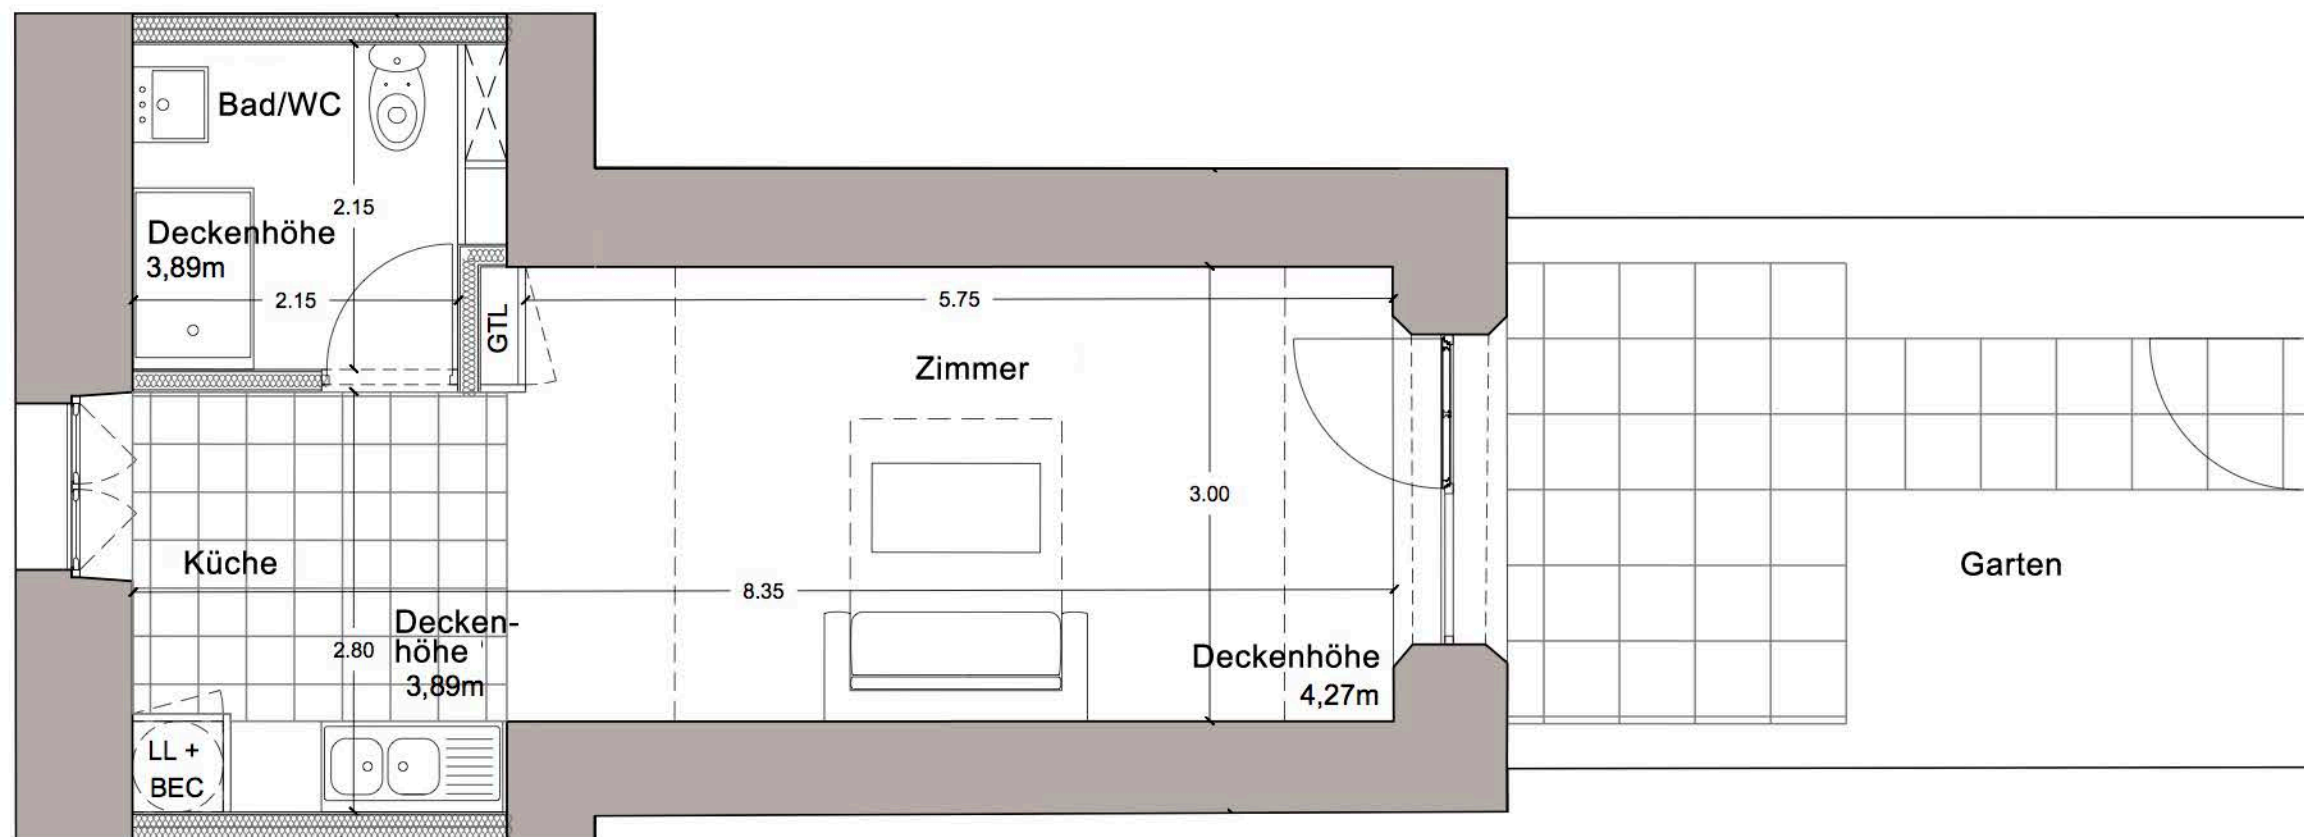 Bad/WC
2.15
Deckenhöhe
3,89m
2.15
GTL
5.75
Zimmer
3.00
Küche
8.35
Garten
2.80
Decken-
höhe
3,89m
Deckenhöhe
4,27m
LL +
BEC